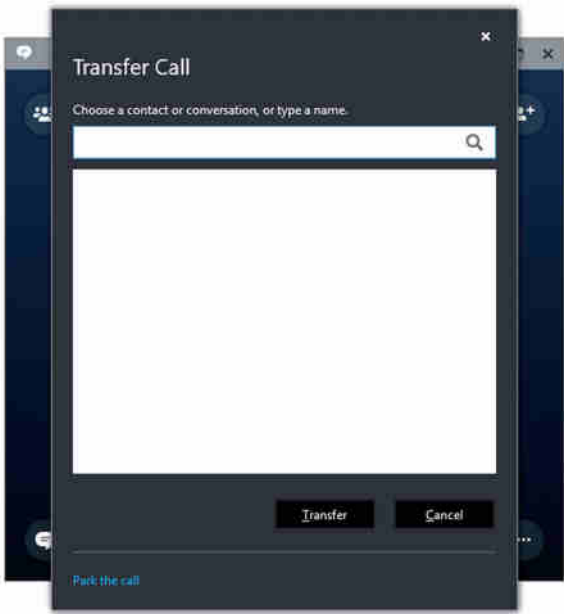 Transfer Call
Choose a contact or conversation, or type a name.
Transfer
Cancel
Park the call